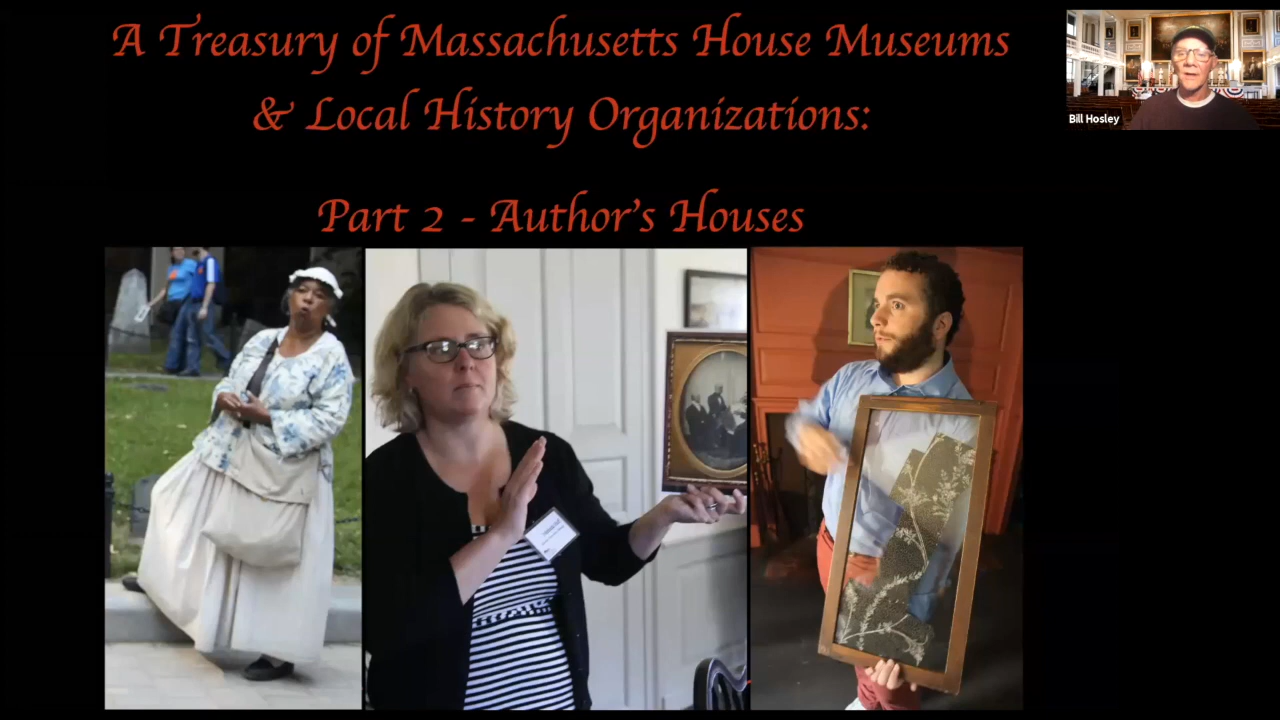 A Treasury of Massachusetts House Museums
& Local History Organizations:
Part 2 - Author's Houses
Bill Hosley